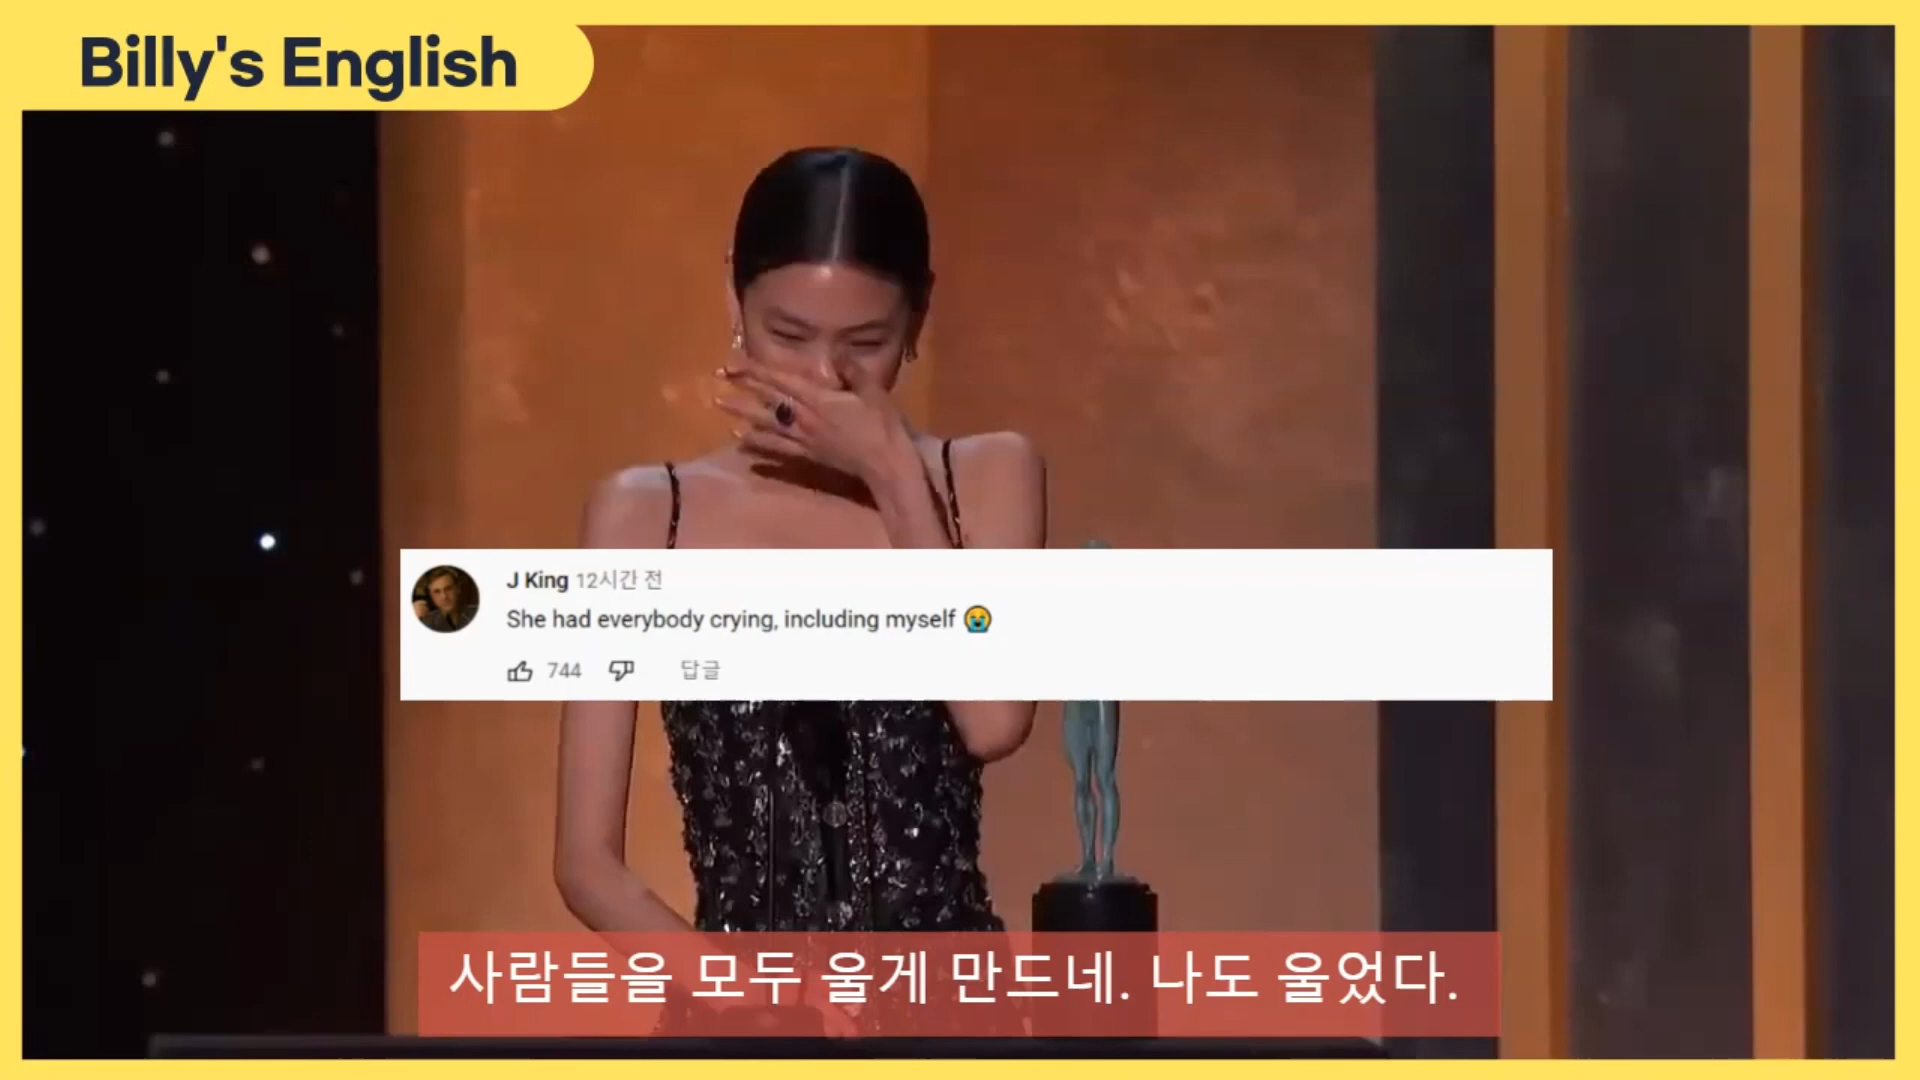 Billy's English
J King 12시간 전
She had everybody crying, including myself 😭
744 답글
사람들을 모두 울게 만드네. 나도 울었다.